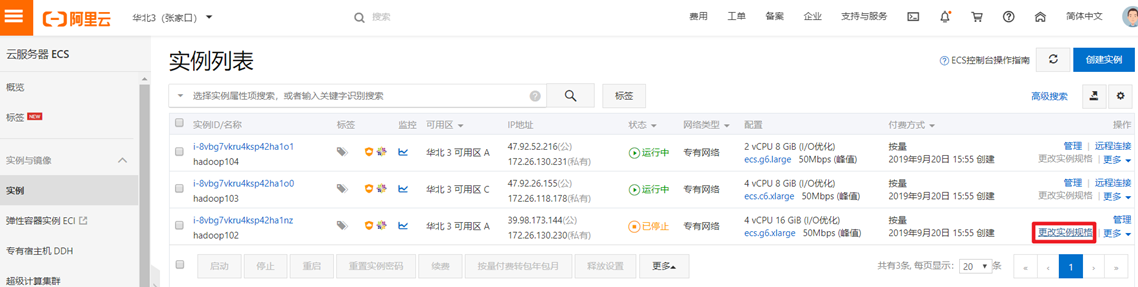 阿里云 华北3（张家口） 搜索 费用 工单 备案 企业 支持与服务 简体中文
云服务器 ECS
概览
标签 NEW
实例与镜像
实例
弹性容器实例 ECI
专有宿主机 DDH
超级计算集群
实例列表
ECS控制台操作指南 创建实例
选择实例属性项搜索，或者输入关键字识别搜索 标签 高级搜索
实例ID/名称 标签 监控 可用区 IP地址 状态 网络类型 配置 付费方式 操作
i-8vbg7vkru4ksp42ha1o1 47.92.52.216(公) 2 vCPU 8 GiB (I/O优化) 按量 管理 | 远程连接
hadoop104 华北 3 可用区 A 172.26.130.231(私有) 运行中 专有网络 ecs.g6.large 50Mbps (峰值) 2019年9月20日 15:55 创建 更改实例规格 | 更多
i-8vbg7vkru4ksp42ha1o0 47.92.26.155(公) 4 vCPU 8 GiB (I/O优化) 按量 管理 | 远程连接
hadoop103 华北 3 可用区 C 172.26.118.178(私有) 运行中 专有网络 ecs.c6.xlarge 50Mbps (峰值) 2019年9月20日 15:55 创建 更改实例规格 | 更多
i-8vbg7vkru4ksp42ha1nz 39.98.173.144(公) 4 vCPU 16 GiB (I/O优化) 按量 管理
hadoop102 华北 3 可用区 A 172.26.130.230(私有) 已停止 专有网络 ecs.g6.xlarge 50Mbps (峰值) 2019年9月20日 15:55 创建 更改实例规格 | 更多
启动 停止 重启 重置实例密码 续费 按量付费转包年包月 释放设置 更多 共有3条, 每页显示: 20 条 « ‹ 1 › »